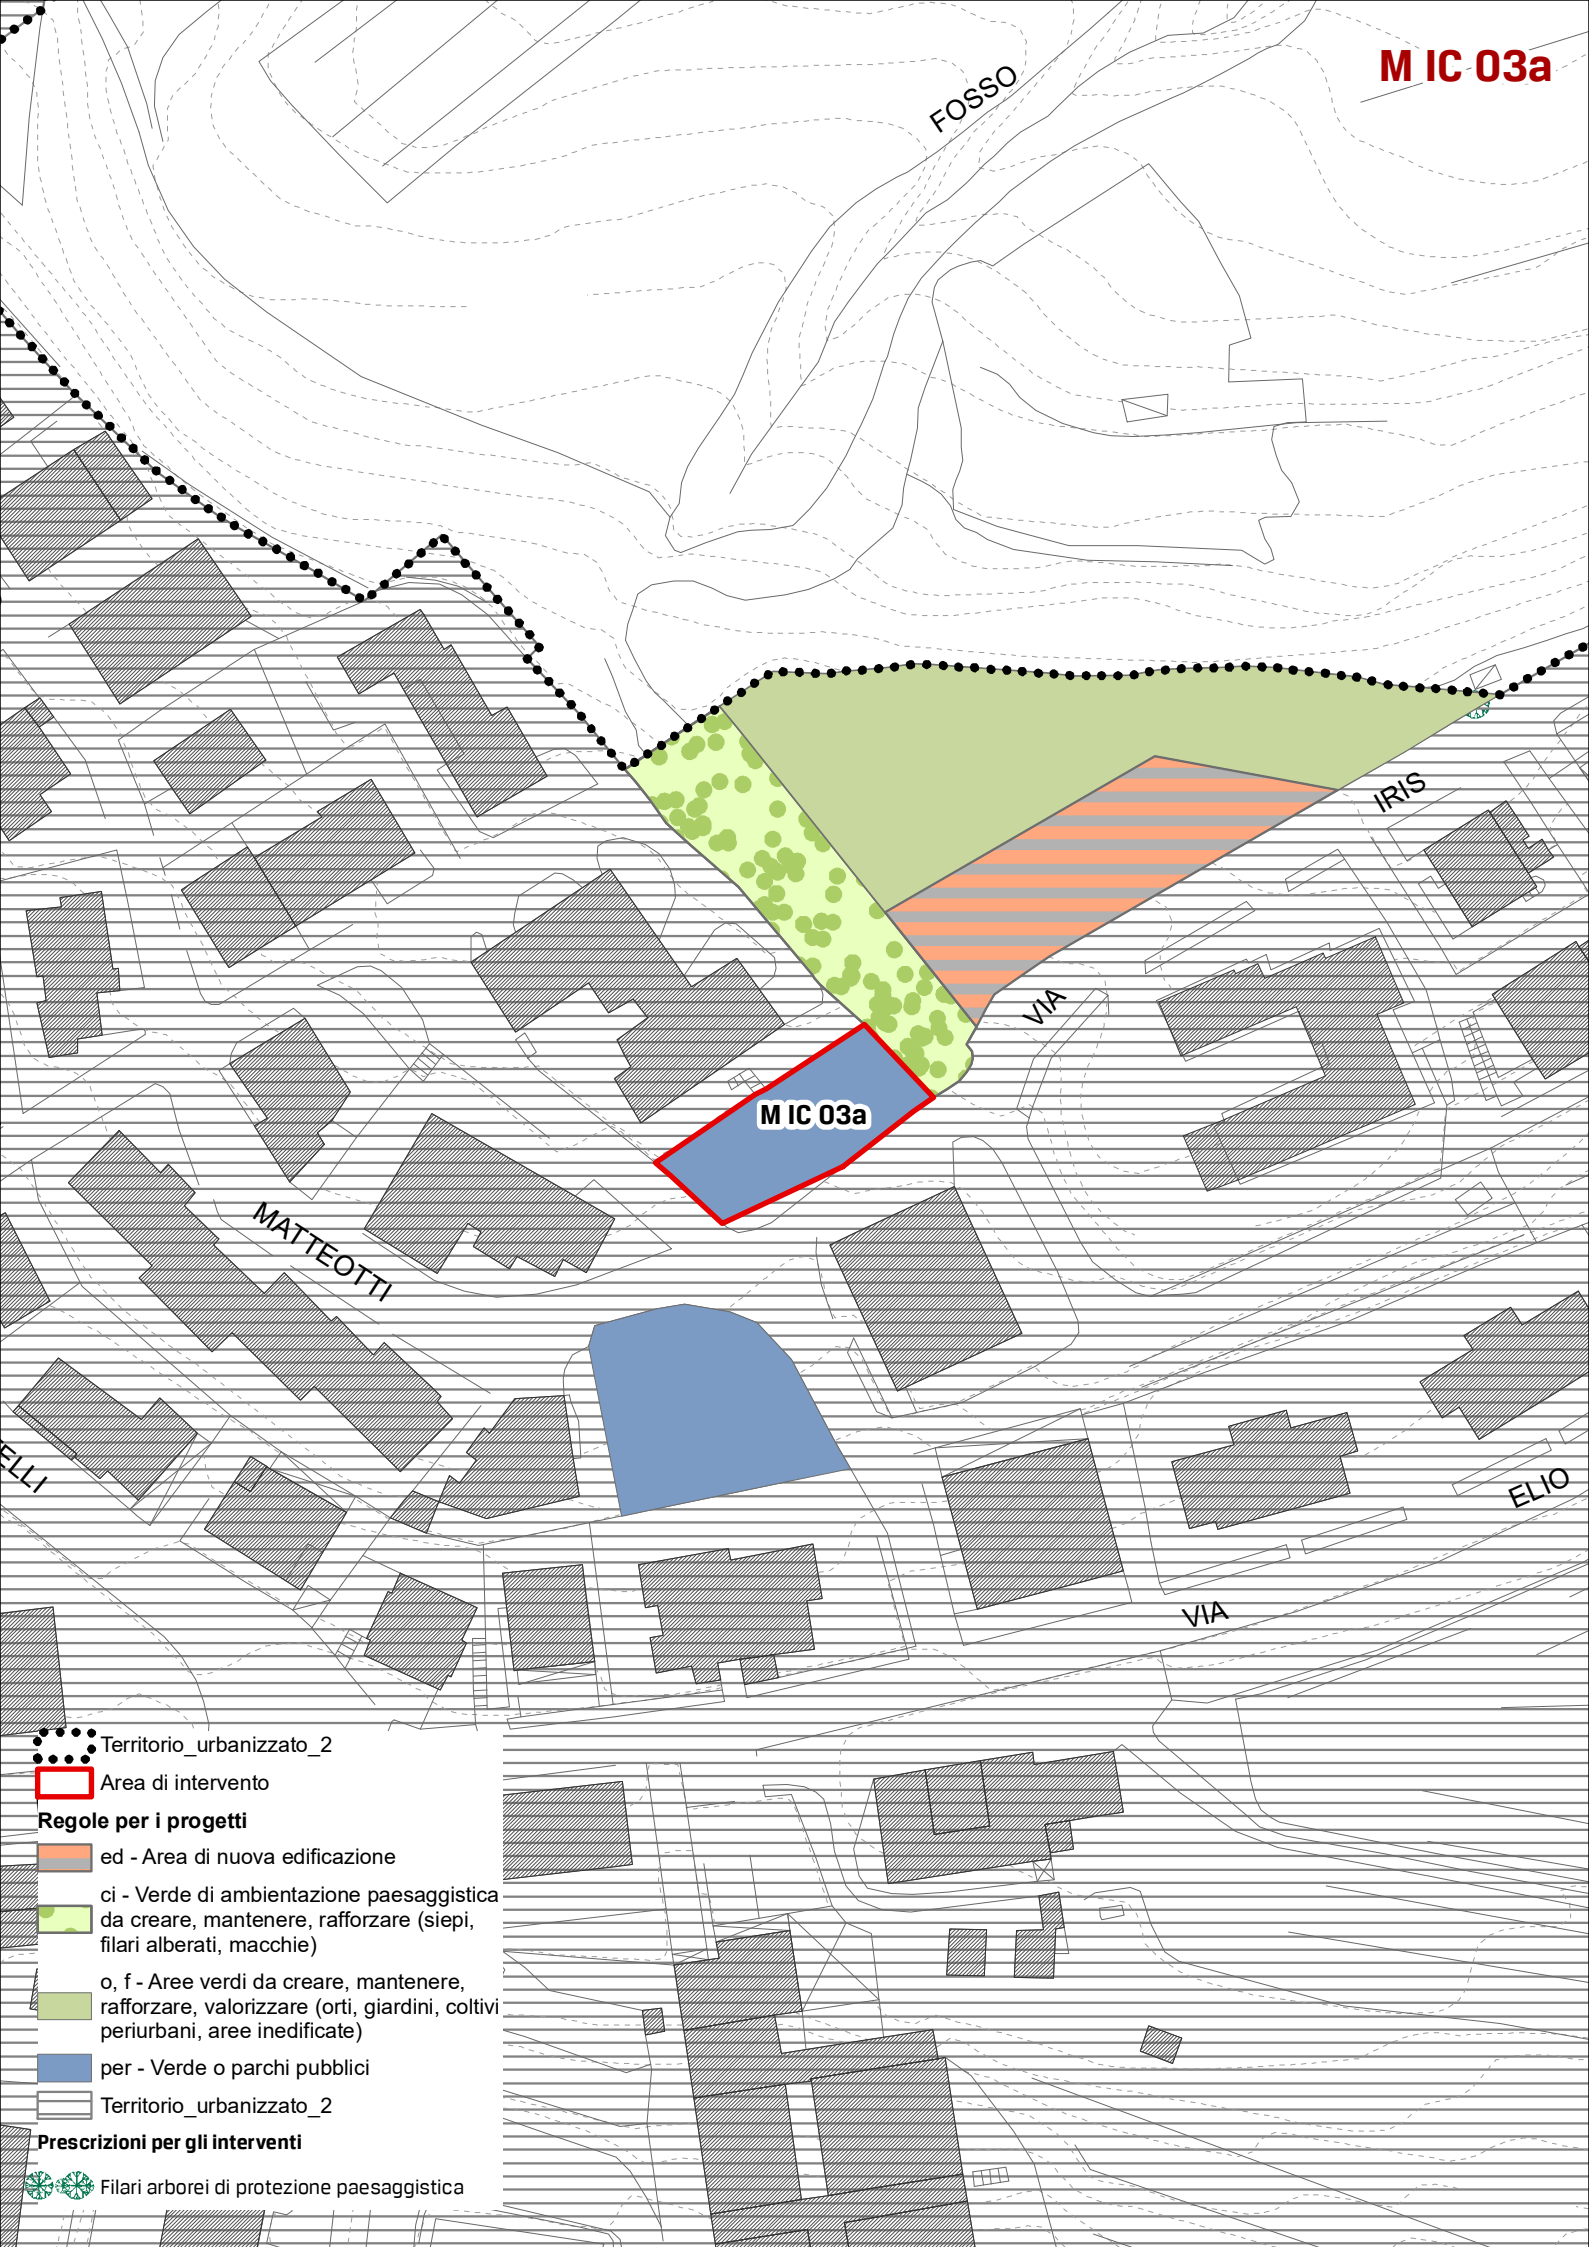 M IC 03a
FOSSO
IRIS
VIA
M IC 03a
MATTEOTTI
ELLI
ELIO
VIA
Territorio_urbanizzato_2
Area di intervento
Regole per i progetti
ed - Area di nuova edificazione
ci - Verde di ambientazione paesaggistica
da creare, mantenere, rafforzare (siepi,
filari alberati, macchie)
o, f - Aree verdi da creare, mantenere,
rafforzare, valorizzare (orti, giardini, coltivi
periurbani, aree inedificate)
per - Verde o parchi pubblici
Territorio_urbanizzato_2
Prescrizioni per gli interventi
Filari arborei di protezione paesaggistica